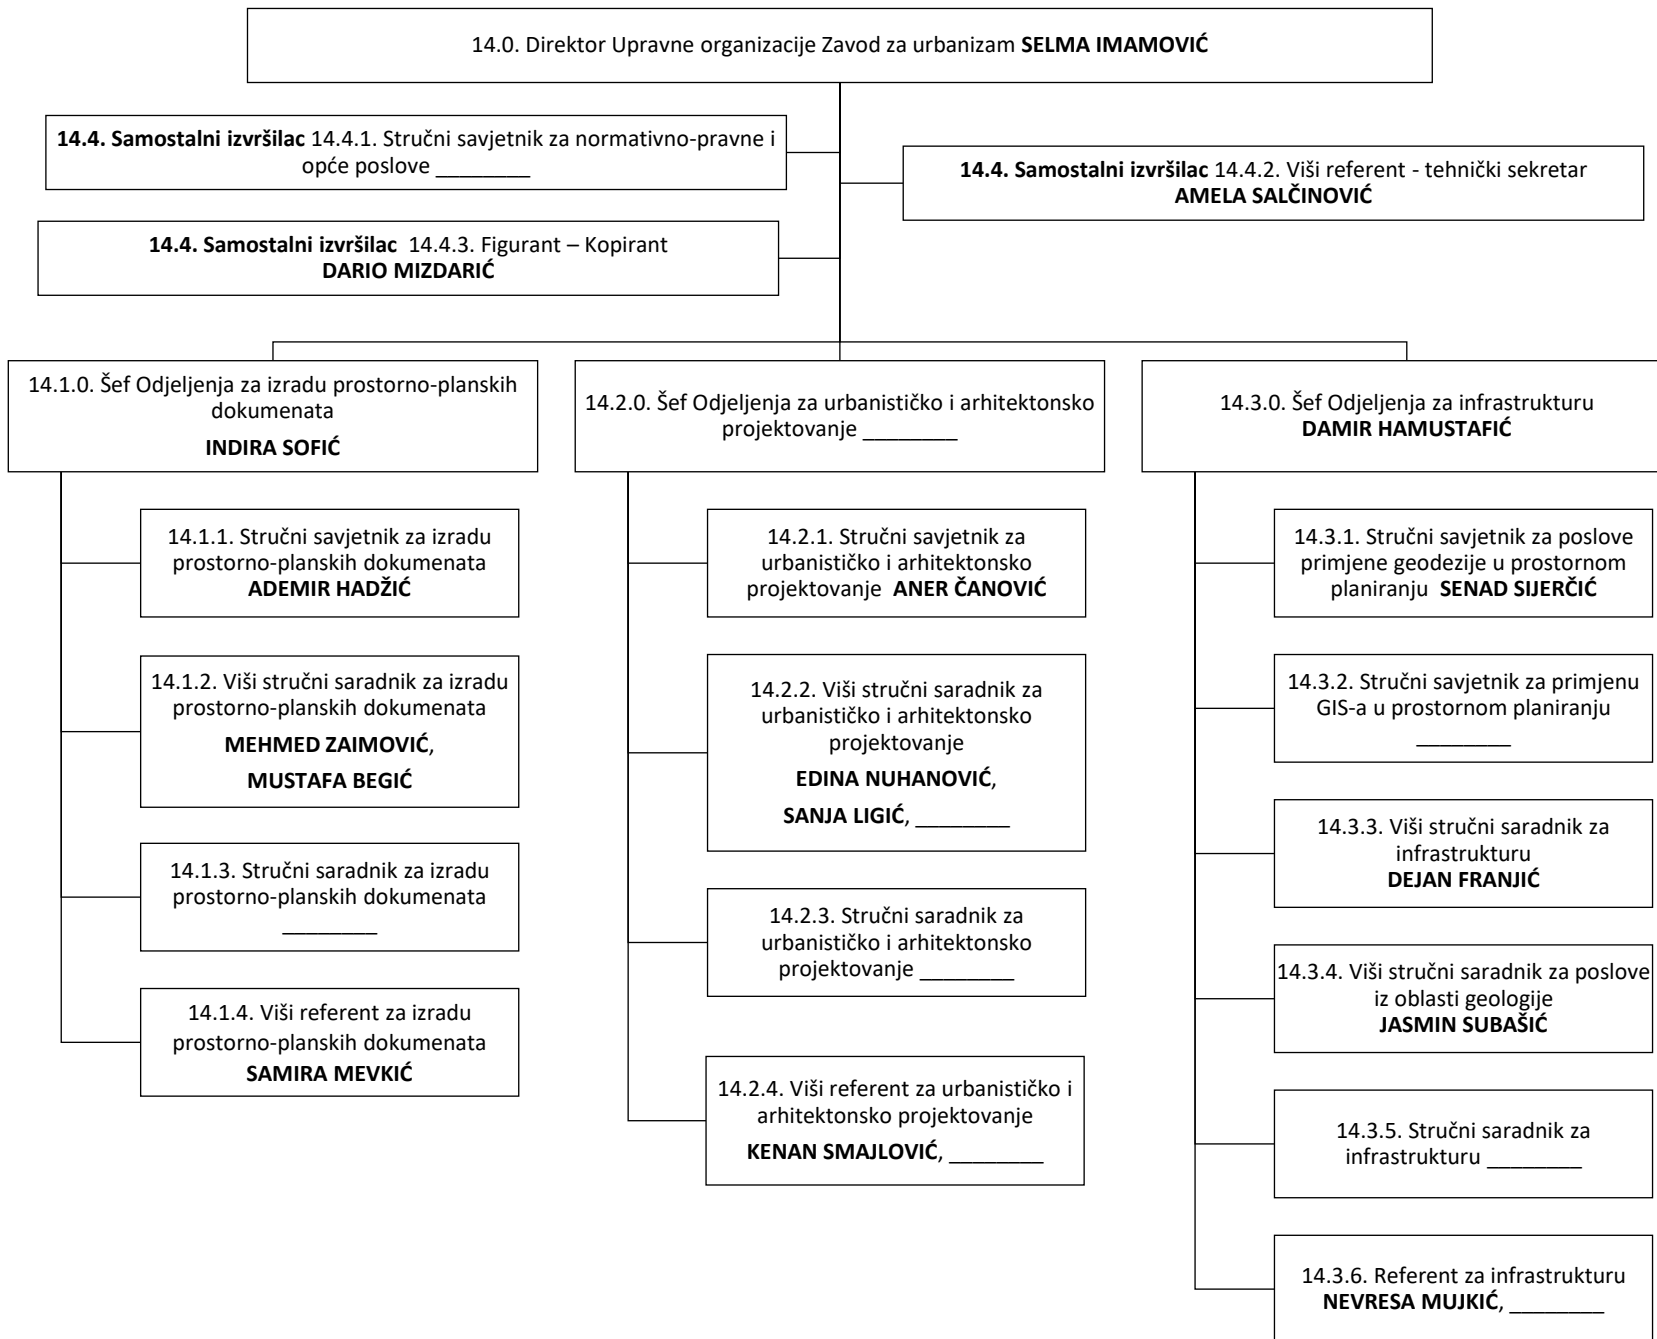 14.0. Direktor Upravne organizacije Zavod za urbanizam SELMA IMAMOVIĆ
14.4. Samostalni izvršilac 14.4.1. Stručni savjetnik za normativno-pravne i
opće poslove ________
14.4. Samostalni izvršilac 14.4.2. Viši referent - tehnički sekretar
AMELA SALČINOVIĆ
14.4. Samostalni izvršilac 14.4.3. Figurant – Kopirant
DARIO MIZDARIĆ
14.1.0. Šef Odjeljenja za izradu prostorno-planskih
dokumenata
INDIRA SOFIĆ
14.1.1. Stručni savjetnik za izradu
prostorno-planskih dokumenata
ADEMIR HADŽIĆ
14.1.2. Viši stručni saradnik za izradu
prostorno-planskih dokumenata
MEHMED ZAIMOVIĆ,
MUSTAFA BEGIĆ
14.1.3. Stručni saradnik za izradu
prostorno-planskih dokumenata
________
14.1.4. Viši referent za izradu
prostorno-planskih dokumenata
SAMIRA MEVKIĆ
14.2.0. Šef Odjeljenja za urbanističko i arhitektonsko
projektovanje ________
14.2.1. Stručni savjetnik za
urbanističko i arhitektonsko
projektovanje ANER ČANOVIĆ
14.2.2. Viši stručni saradnik za
urbanističko i arhitektonsko
projektovanje
EDINA NUHANOVIĆ,
SANJA LIGIĆ, ________
14.2.3. Stručni saradnik za
urbanističko i arhitektonsko
projektovanje ________
14.2.4. Viši referent za urbanističko i
arhitektonsko projektovanje
KENAN SMAJLOVIĆ, ________
14.3.0. Šef Odjeljenja za infrastrukturu
DAMIR HAMUSTAFIĆ
14.3.1. Stručni savjetnik za poslove
primjene geodezije u prostornom
planiranju SENAD SIJERČIĆ
14.3.2. Stručni savjetnik za primjenu
GIS-a u prostornom planiranju
________
14.3.3. Viši stručni saradnik za
infrastrukturu
DEJAN FRANJIĆ
14.3.4. Viši stručni saradnik za poslove
iz oblasti geologije
JASMIN SUBAŠIĆ
14.3.5. Stručni saradnik za
infrastrukturu ________
14.3.6. Referent za infrastrukturu
NEVRESA MUJKIĆ, ________